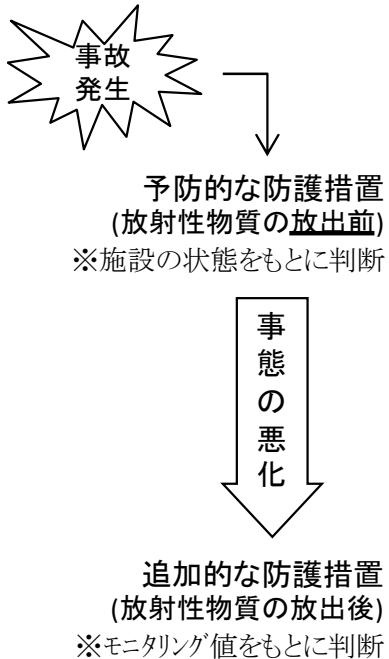 事故
発生
予防的な防護措置
(放射性物質の放出前)
※施設の状態をもとに判断
事態の悪化
追加的な防護措置
(放射性物質の放出後)
※モニタリング値をもとに判断